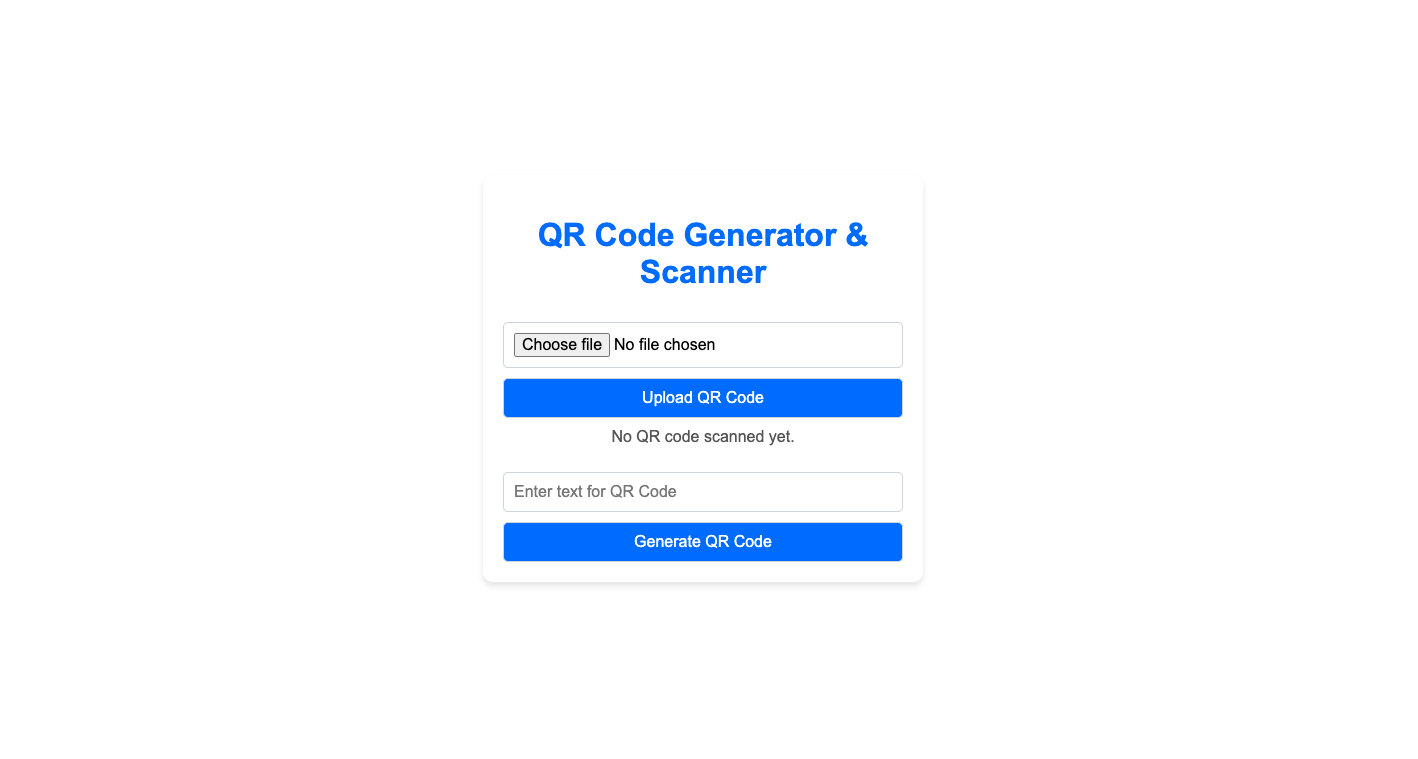 QR Code Generator &
Scanner
Choose file No file chosen
Upload QR Code
No QR code scanned yet.
Enter text for QR Code
Generate QR Code